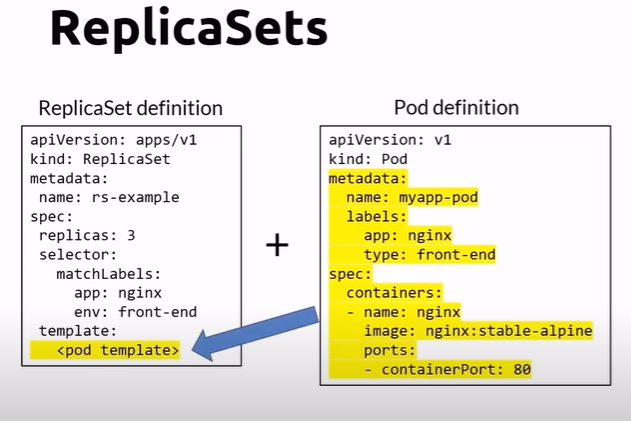 ReplicaSets
ReplicaSet definition
apiVersion: apps/v1
kind: ReplicaSet
metadata:
name: rs-example
spec:
replicas: 3
selector:
matchLabels:
app: nginx
env: front-end
template:
<pod template>
+
Pod definition
apiVersion: v1
kind: Pod
metadata:
name: myapp-pod
labels:
app: nginx
type: front-end
spec:
containers:
- name: nginx
image: nginx:stable-alpine
ports:
- containerPort: 80